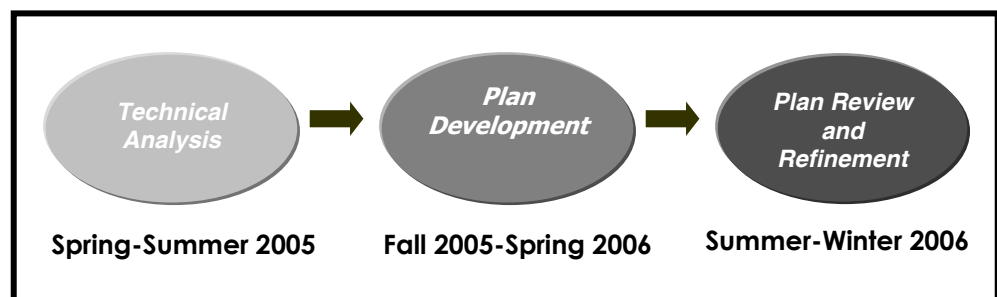 Technical
Analysis
Plan
Development
Plan Review
and
Refinement
Spring-Summer 2005
Fall 2005-Spring 2006
Summer-Winter 2006